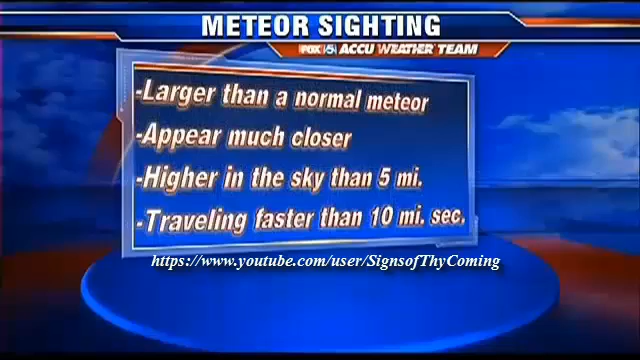 METEOR SIGHTING
FOX 5 ACCU WEATHER TEAM
-Larger than a normal meteor
-Appear much closer
-Higher in the sky than 5 mi.
-Traveling faster than 10 mi. sec.
https://www.youtube.com/user/SignsofThyComing